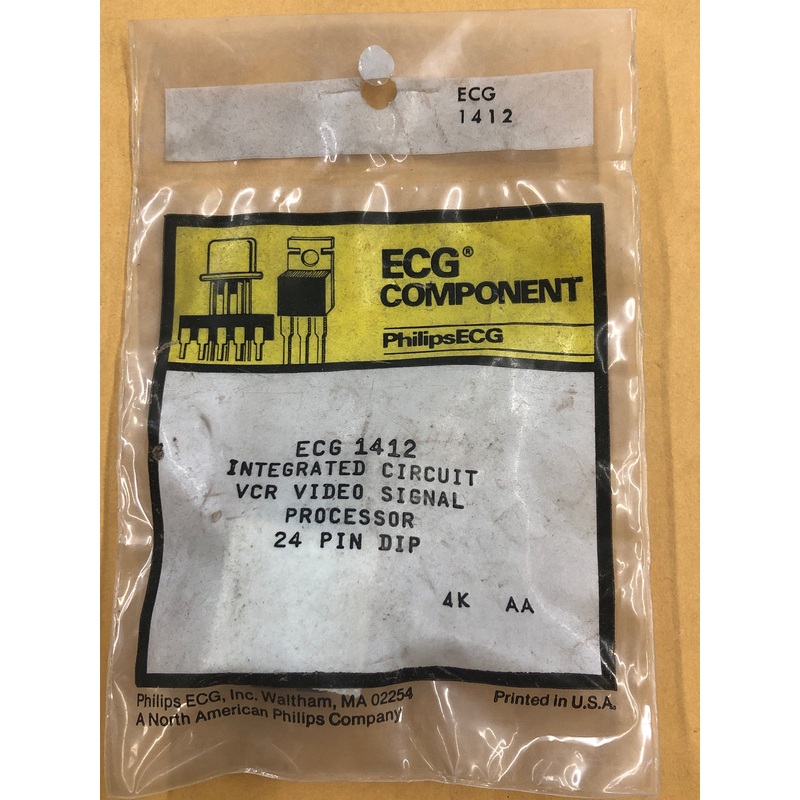 ECG
1412
ECG®
COMPONENT
PhilipsECG
ECG 1412
INTEGRATED CIRCUIT
VCR VIDEO SIGNAL
PROCESSOR
24 PIN DIP
4K AA
Philips ECG, Inc. Waltham, MA 02254
A North American Philips Company
Printed in U.S.A.